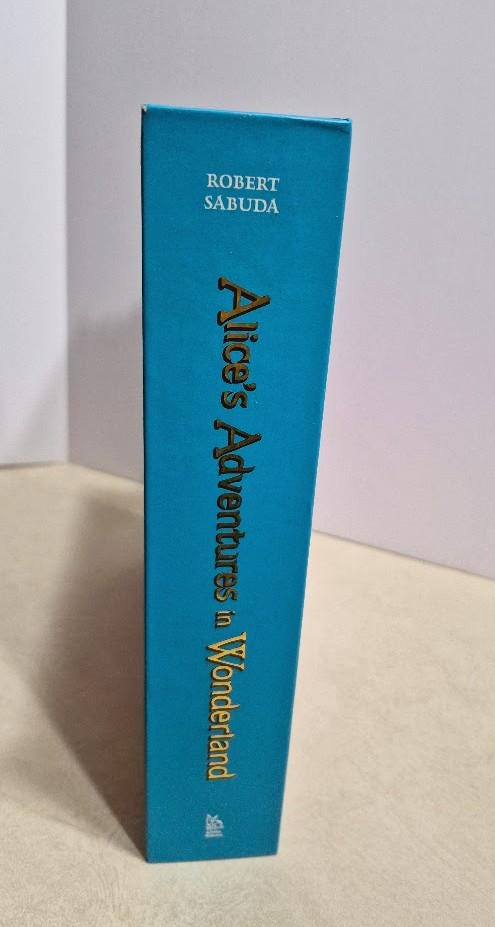 ROBERT
SABUDA
Alice's Adventures in Wonderland